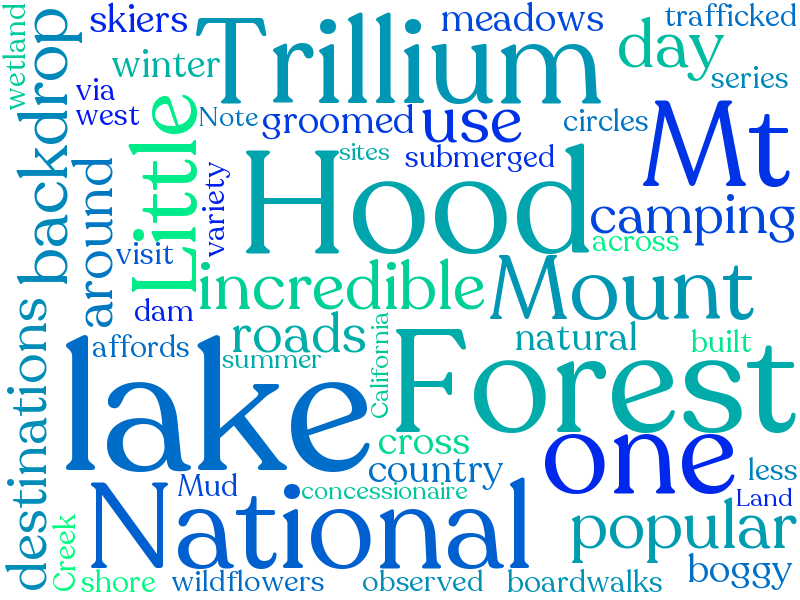 wetland
skiers
Trillium
meadows
trafficked
backdrop
winter
day
series
via
west
Note
groomed
use
circles
Mt
Little
sites
submerged
around
variety
Hood
camping
across
visit
dam
incredible
Mount
destinations
affords
roads
summer
California
natural
built
lake
Forest
cross
country
one
less
Land
National
Mud
concessionaire
popular
boggy
Creek
shore
wildflowers
observed
boardwalks